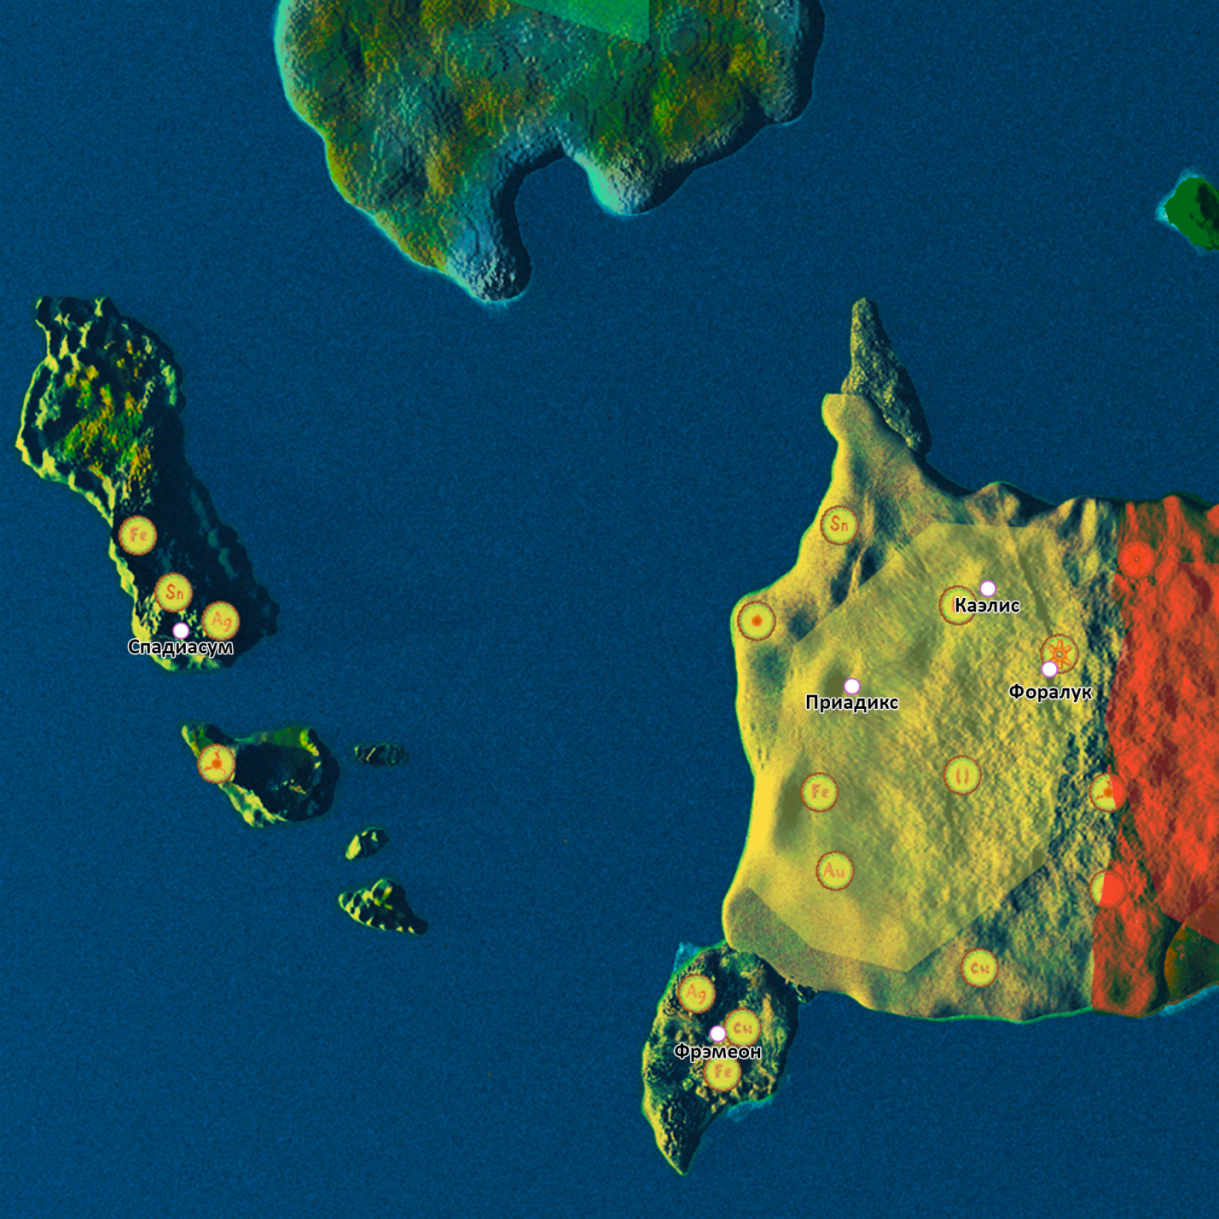 Sn
Fe
Каэлис
Sn
Ag
Спадиасум
Форалук
Приадикс
Fe
Au
Cu
Ag
Cu
Фрэмеон
Fe